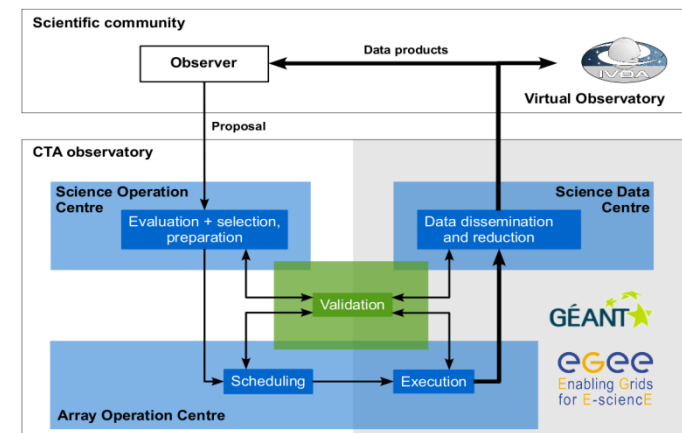 Scientific community
Observer
Data products
IVOA
Virtual Observatory
Proposal
CTA observatory
Science Operation
Centre
Evaluation + selection,
preparation
Science Data
Centre
Data dissemination
and reduction
Validation
GÉANT
Scheduling
Execution
eGee
Enabling Grids
for E-sciencE
Array Operation Centre